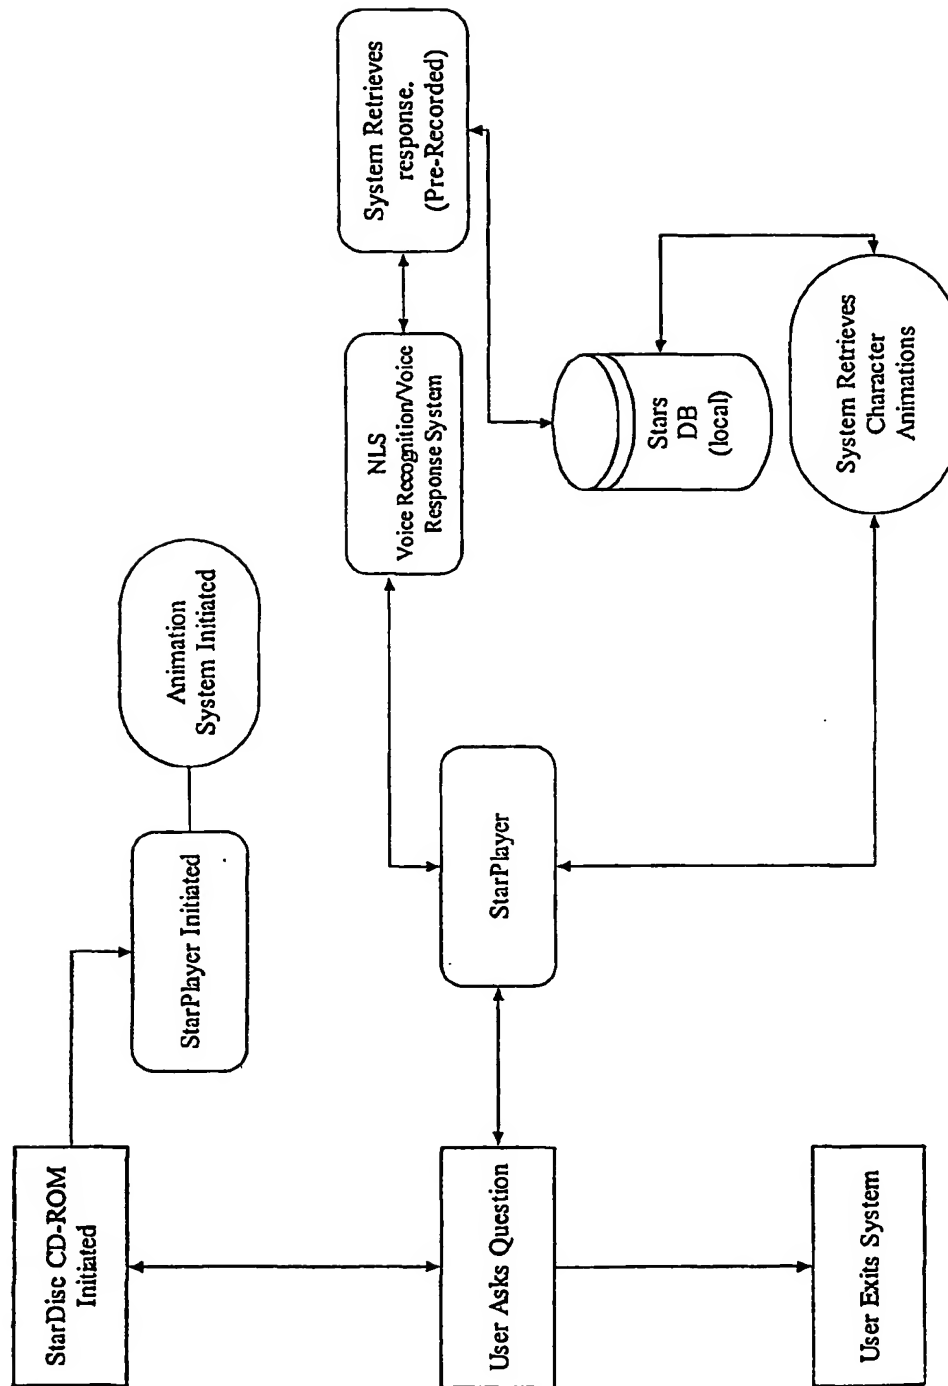 StarDisc CD-ROM
Initiated
StarPlayer Initiated
Animation
System Initiated
User Asks Question
StarPlayer
NLS
Voice Recognition/Voice
Response System
System Retrieves
response.
(Pre-Recorded)
Stars
DB
(local)
User Exits System
System Retrieves
Character
Animations